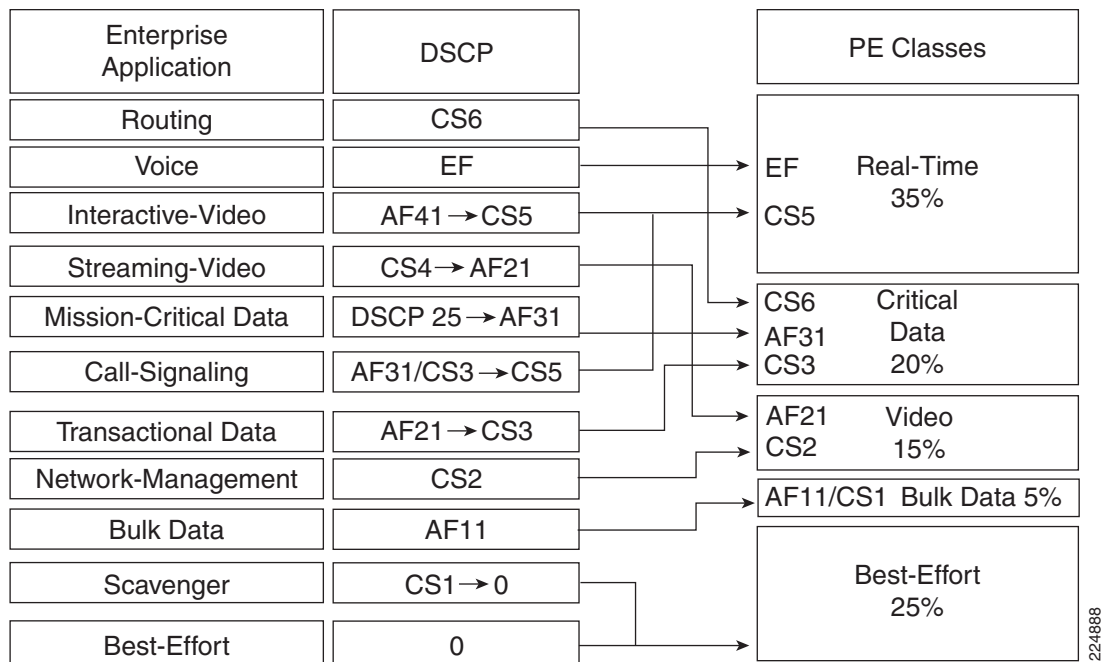 Enterprise
Application
DSCP
PE Classes
Routing
CS6
Voice
EF
Interactive-Video
AF41→CS5
Streaming-Video
CS4→AF21
Mission-Critical Data
DSCP 25→AF31
Call-Signaling
AF31/CS3→CS5
Transactional Data
AF21→CS3
Network-Management
CS2
Bulk Data
AF11
Scavenger
CS1→0
Best-Effort
0
EF Real-Time
35%
CS5
CS6 Critical
AF31 Data
CS3 20%
AF21 Video
CS2 15%
AF11/CS1 Bulk Data 5%
Best-Effort
25%
224888